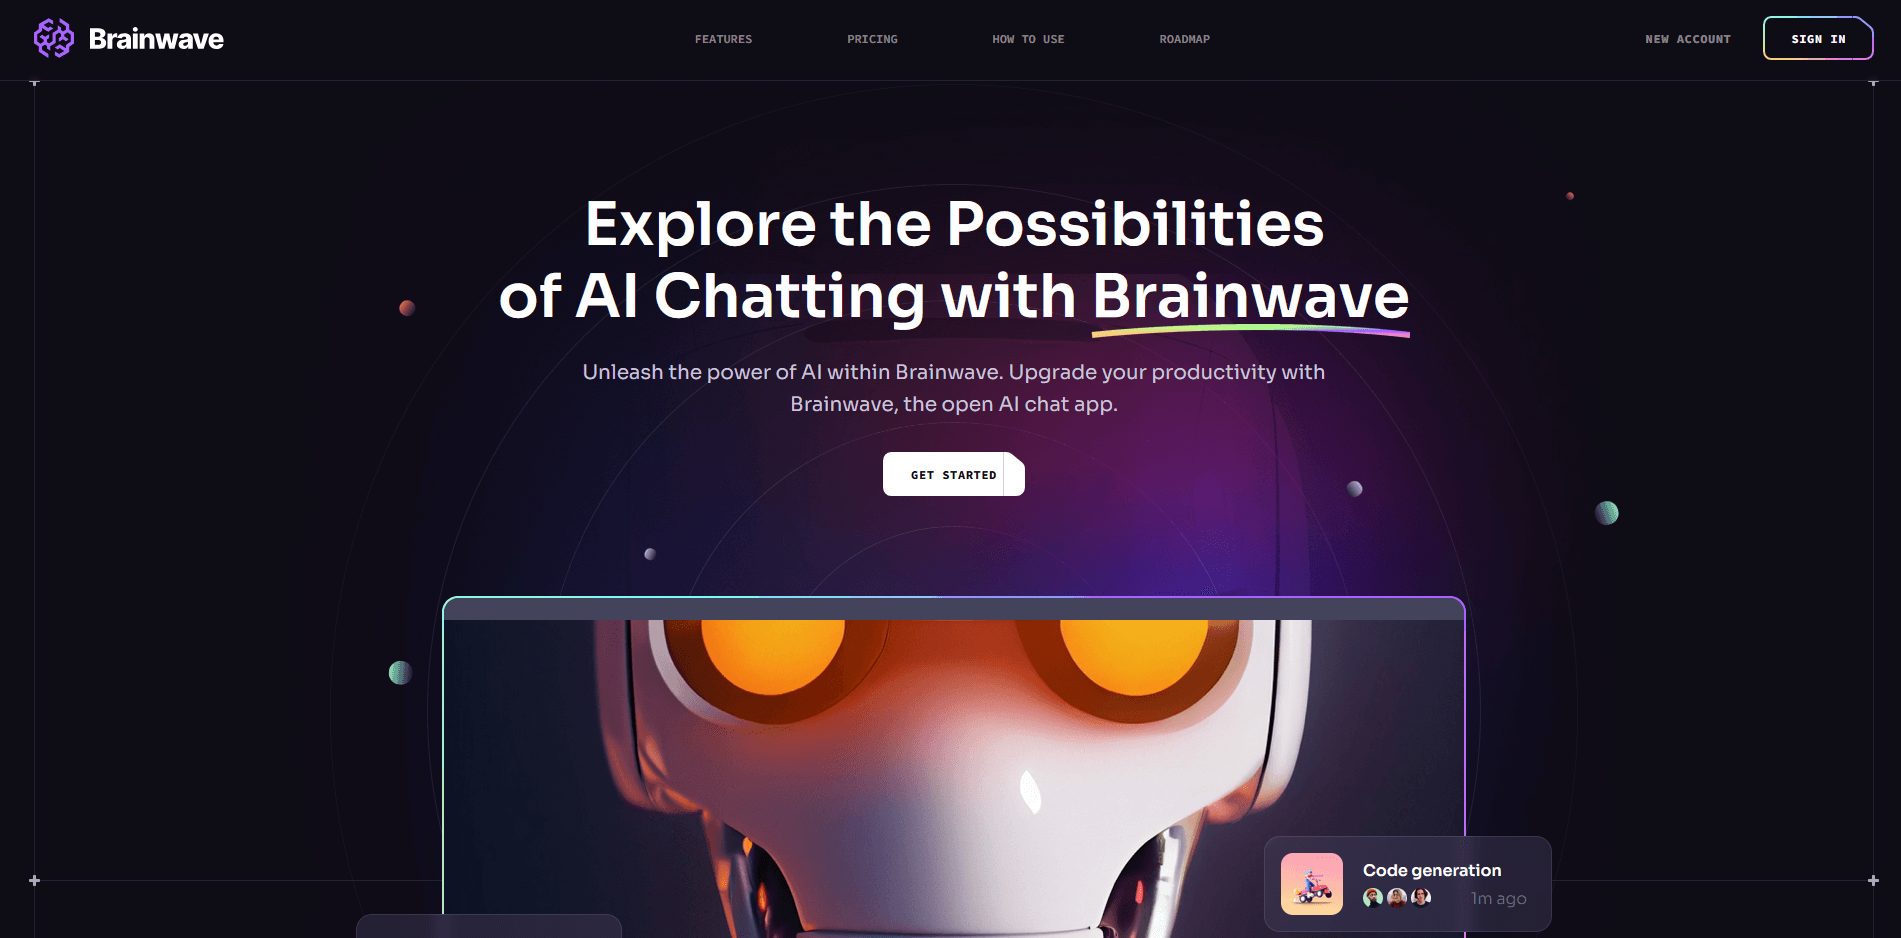 Brainwave
FEATURES
PRICING
HOW TO USE
ROADMAP
NEW ACCOUNT
SIGN IN
Explore the Possibilities
of AI Chatting with Brainwave
Unleash the power of AI within Brainwave. Upgrade your productivity with
Brainwave, the open AI chat app.
GET STARTED
Code generation
1m ago